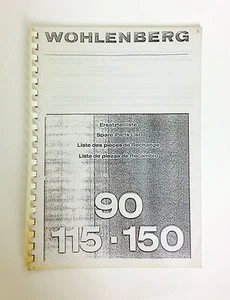 WOHLENBERG
Ersatzteilliste
Spare Parts List
Liste des pièces de Rechange
Lista de piezas de Recambio
90
115·150